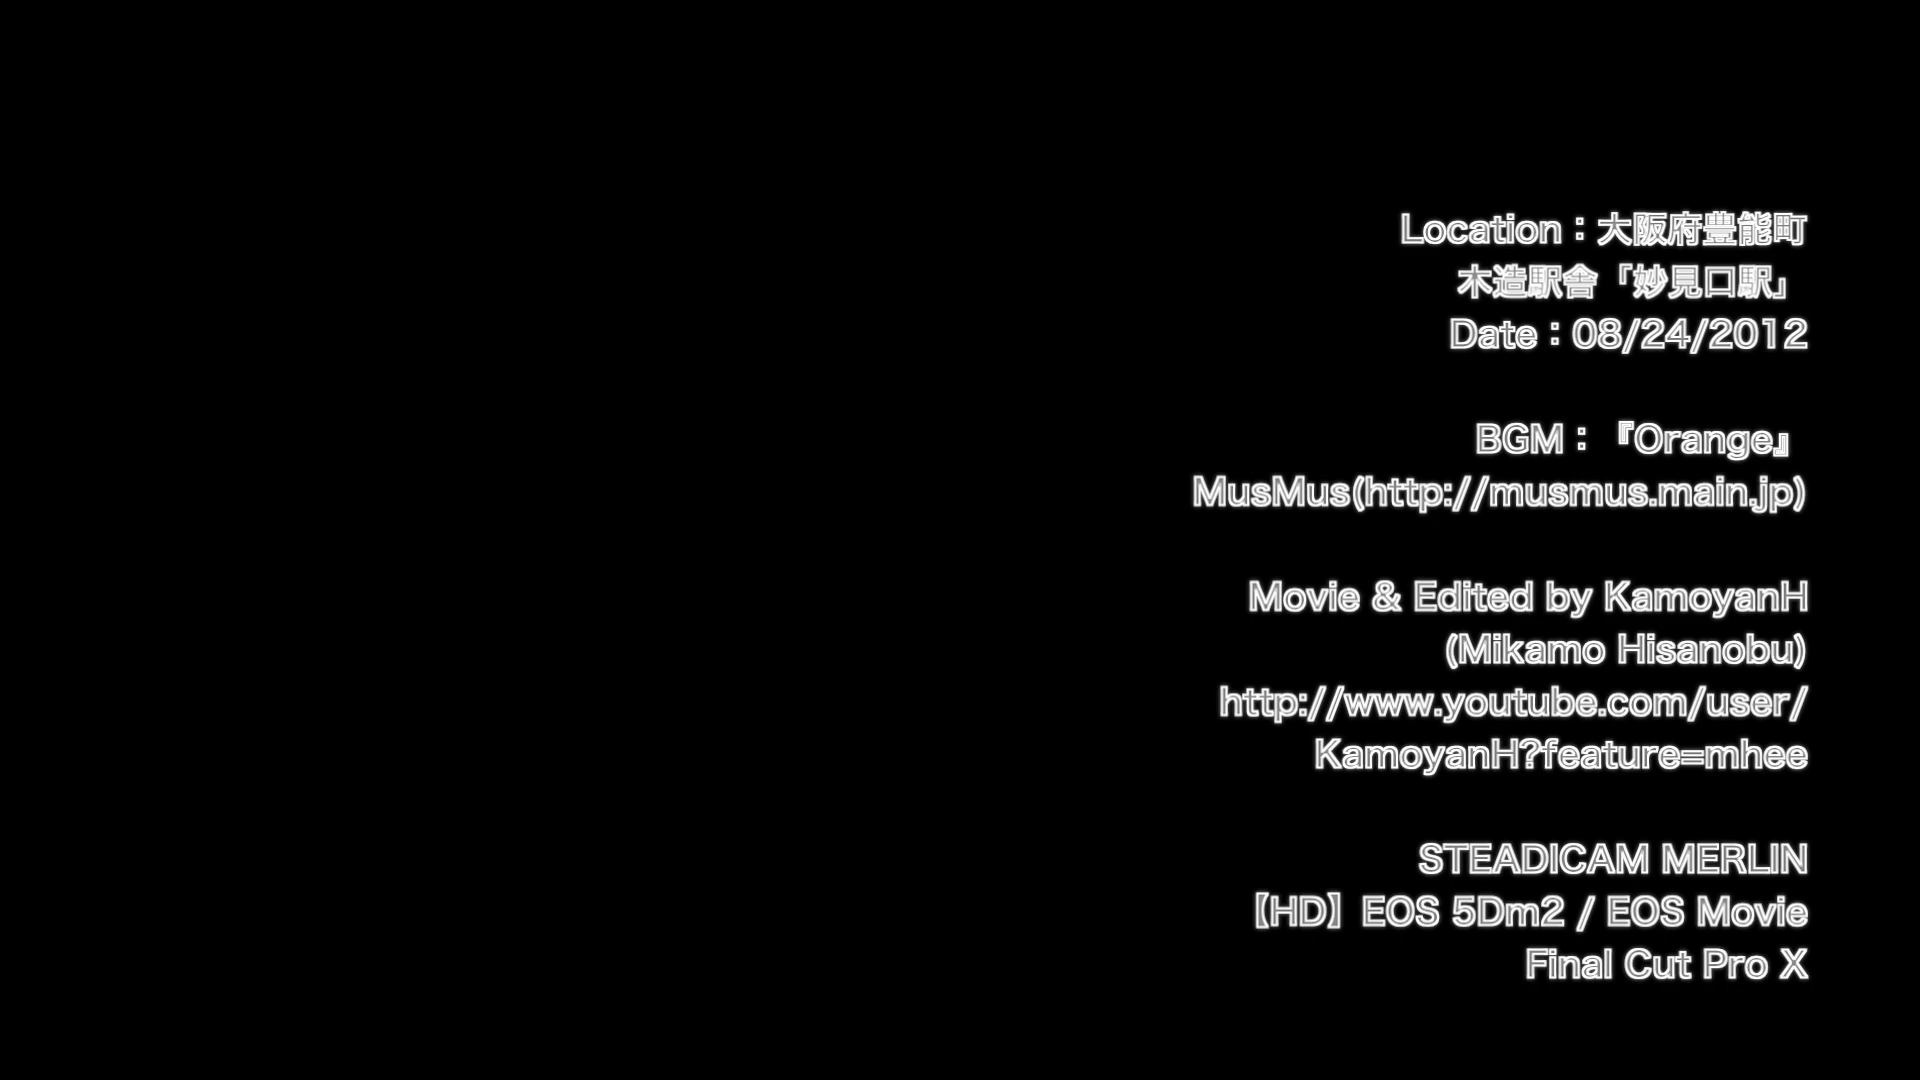 Location：大阪府豊能町
木造駅舎「妙見口駅」
Date：08/24/2012
BGM：『Orange』
MusMus(http://musmus.main.jp)
Movie & Edited by KamoyanH
(Mikamo Hisanobu)
http://www.youtube.com/user/
KamoyanH?feature=mhee
STEADICAM MERLIN
【HD】EOS 5Dm2 / EOS Movie
Final Cut Pro X